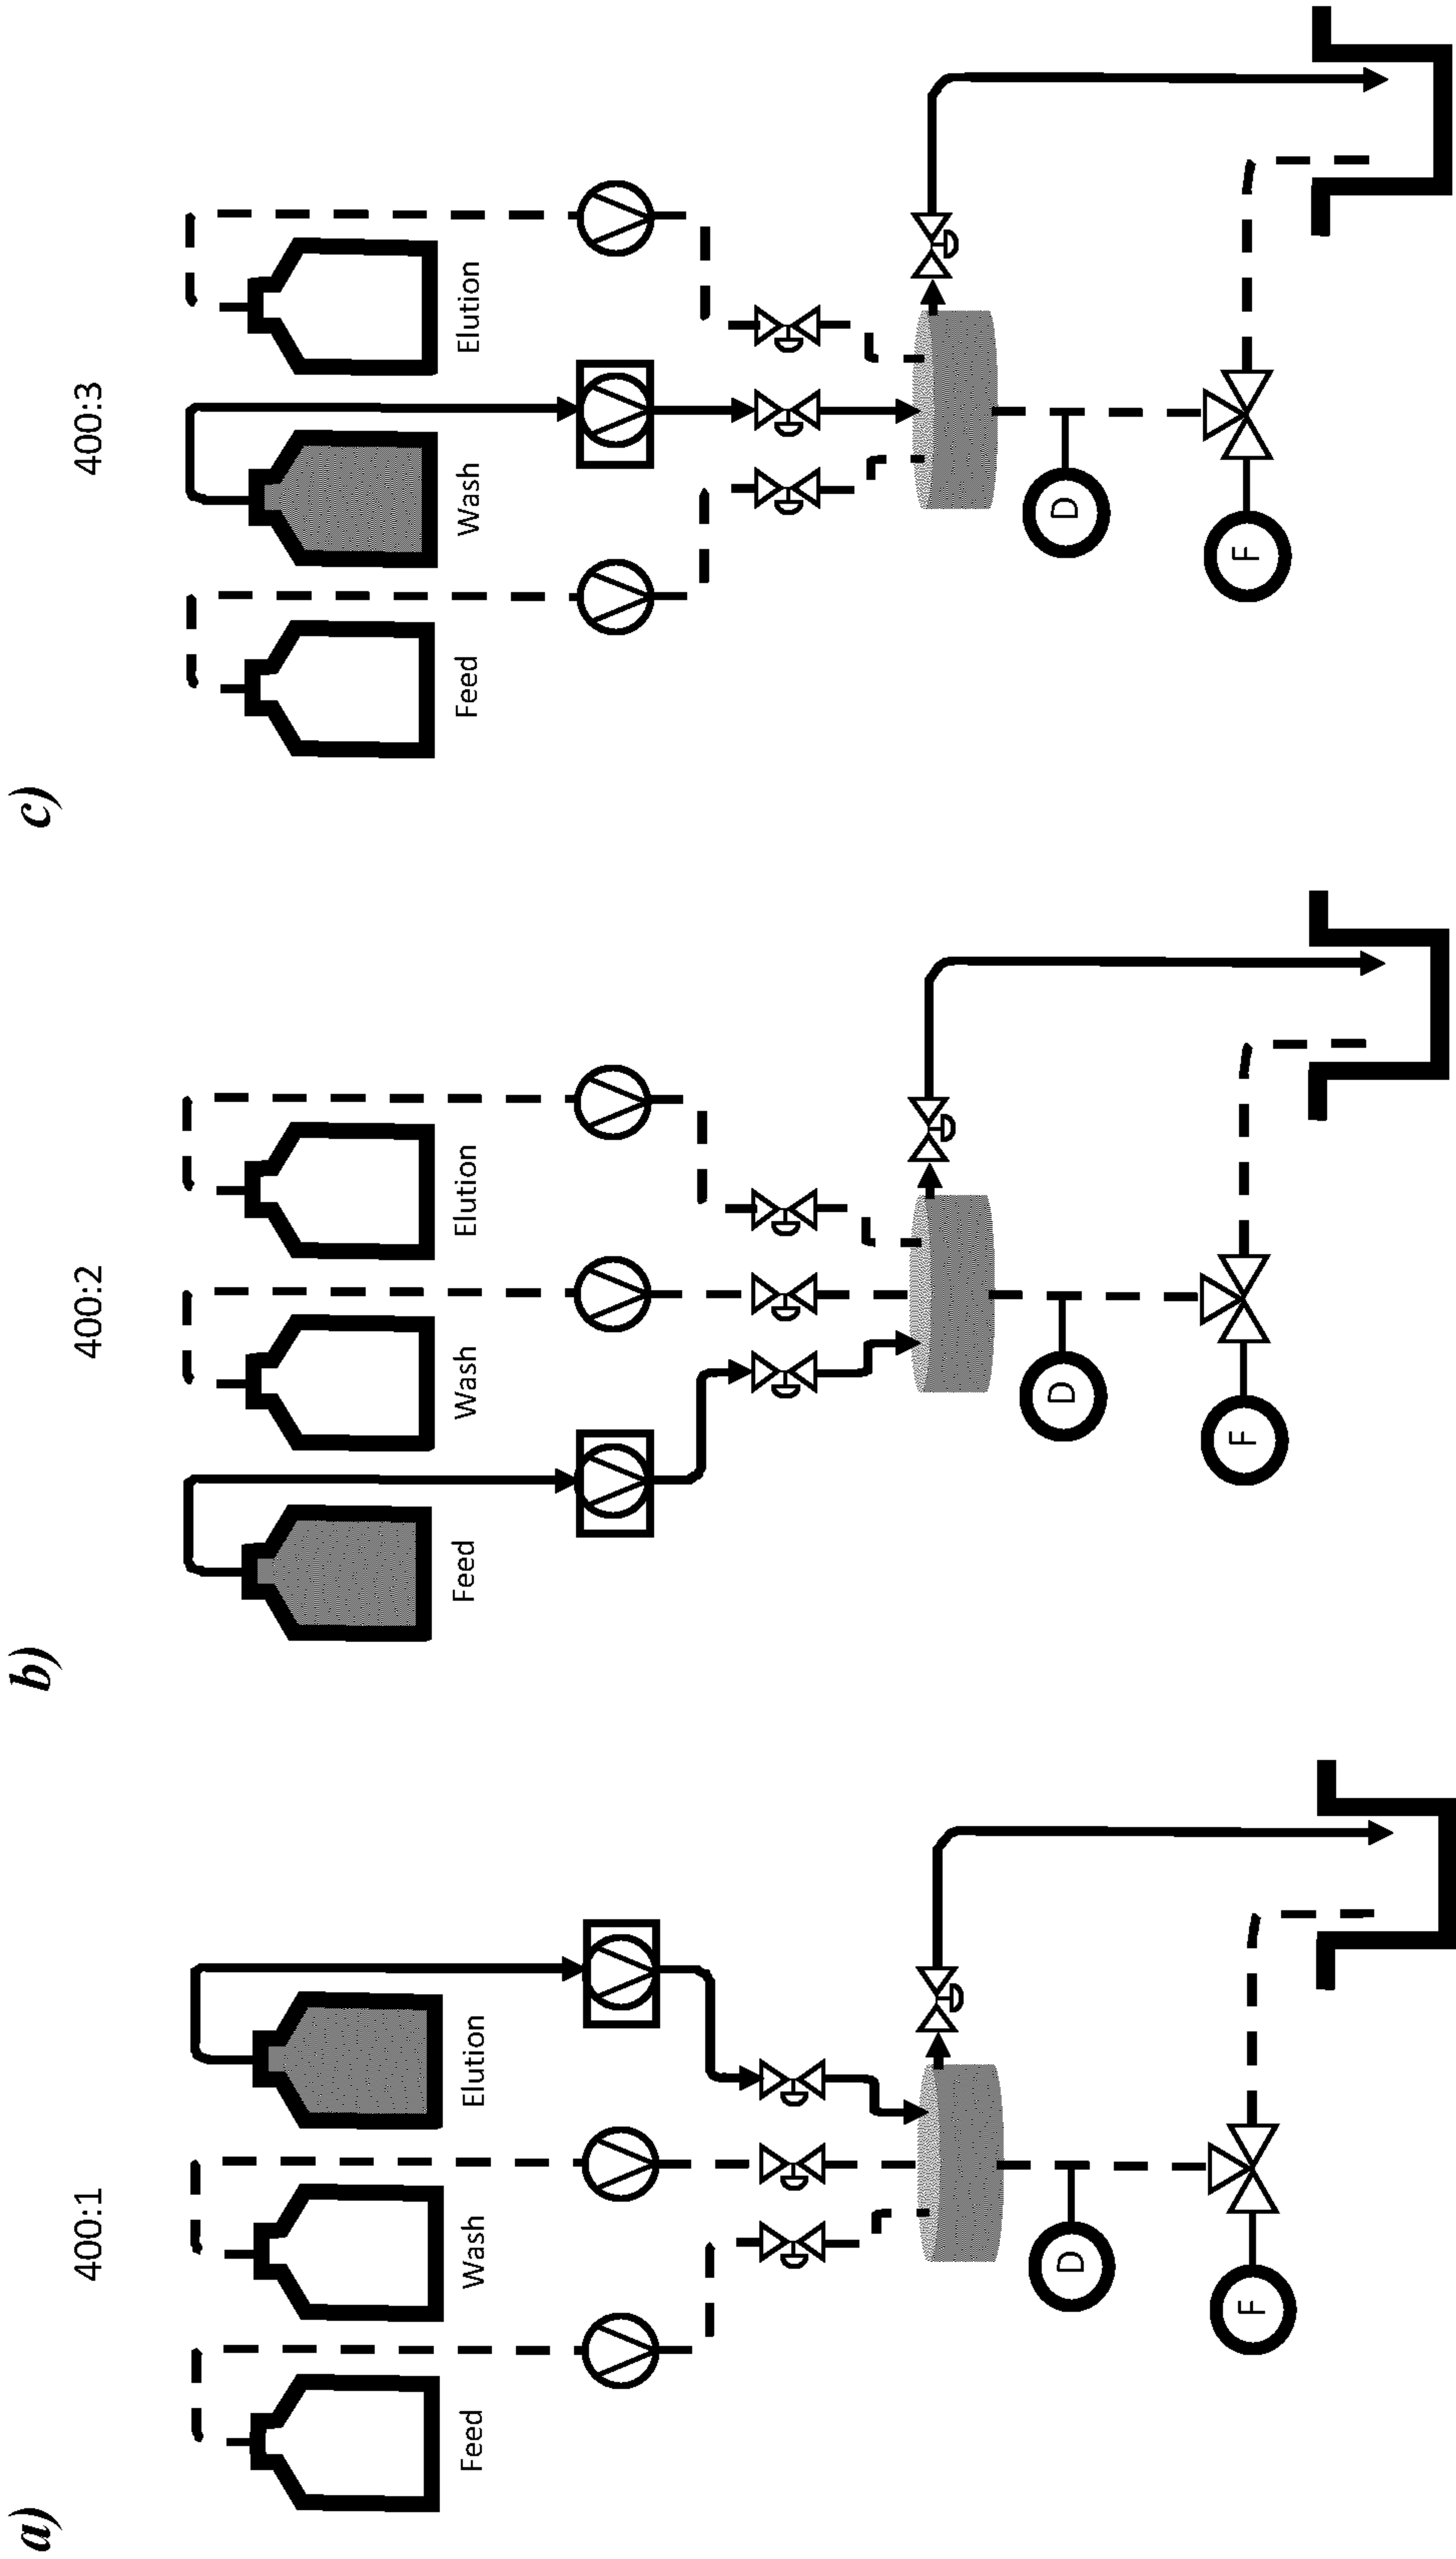 a)
400:1
Feed
Wash
Elution
D
F
b)
400:2
Feed
Wash
Elution
D
F
c)
400:3
Feed
Wash
Elution
D
F